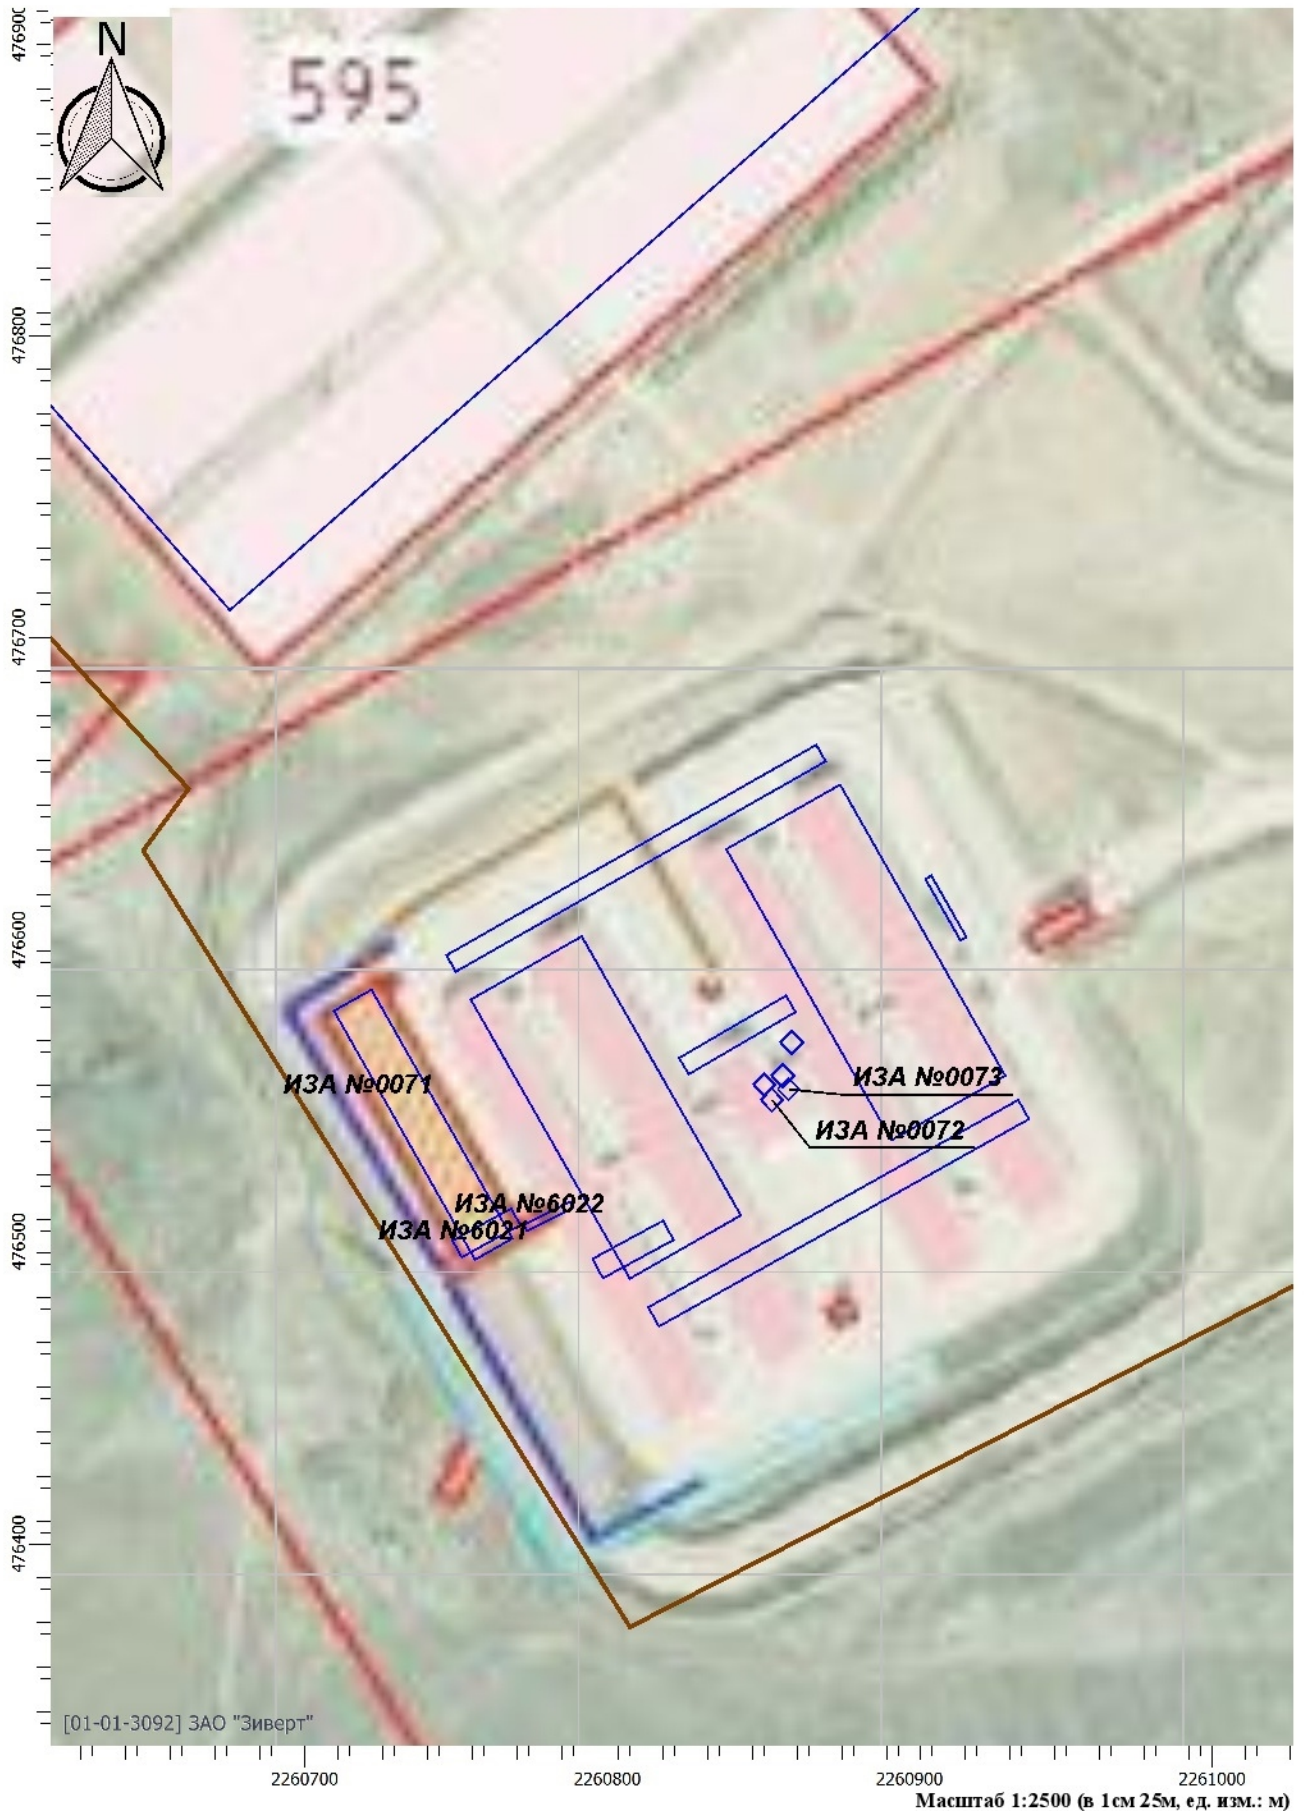 N
595
476900
476800
476700
476600
476500
476400
ИЗА №0071
ИЗА №0073
ИЗА №0072
ИЗА №6022
ИЗА №6021
[01-01-3092] ЗАО "Зиверт"
2260700 2260800 2260900 2261000
Масштаб 1:2500 (в 1см 25м, ед. изм.: м)